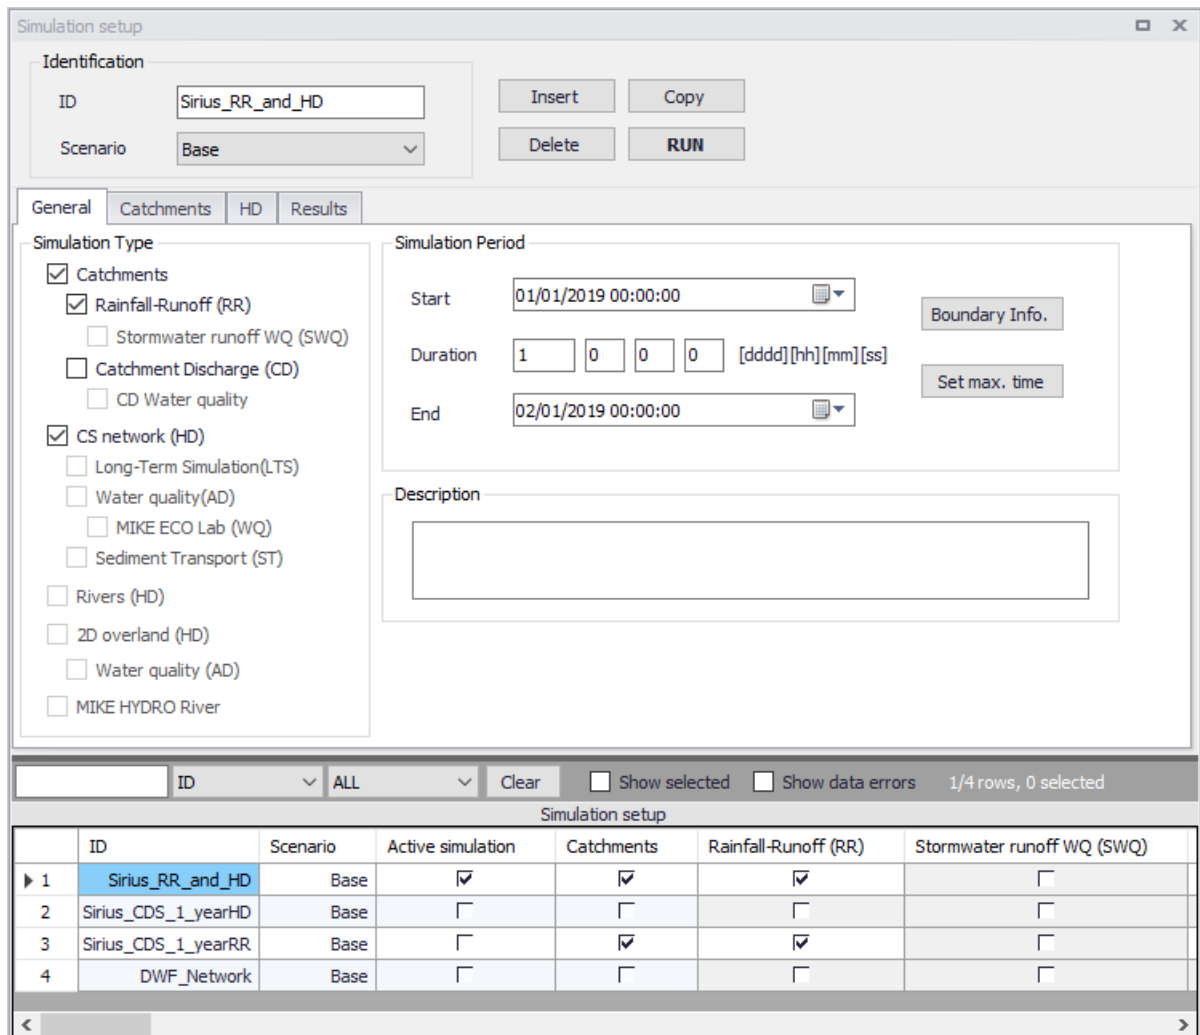 Simulation setup
Identification
ID Sirius_RR_and_HD
Scenario Base
Insert Copy
Delete RUN
General Catchments HD Results
Simulation Type
Catchments
Rainfall-Runoff (RR)
Stormwater runoff WQ (SWQ)
Catchment Discharge (CD)
CD Water quality
CS network (HD)
Long-Term Simulation(LTS)
Water quality(AD)
MIKE ECO Lab (WQ)
Sediment Transport (ST)
Rivers (HD)
2D overland (HD)
Water quality (AD)
MIKE HYDRO River
Simulation Period
Start 01/01/2019 00:00:00
Duration 1 0 0 0 [dddd][hh][mm][ss]
End 02/01/2019 00:00:00
Boundary Info.
Set max. time
Description
ID ALL Clear Show selected Show data errors 1/4 rows, 0 selected
Simulation setup
ID Scenario Active simulation Catchments Rainfall-Runoff (RR) Stormwater runoff WQ (SWQ)
1 Sirius_RR_and_HD Base
2 Sirius_CDS_1_yearHD Base
3 Sirius_CDS_1_yearRR Base
4 DWF_Network Base